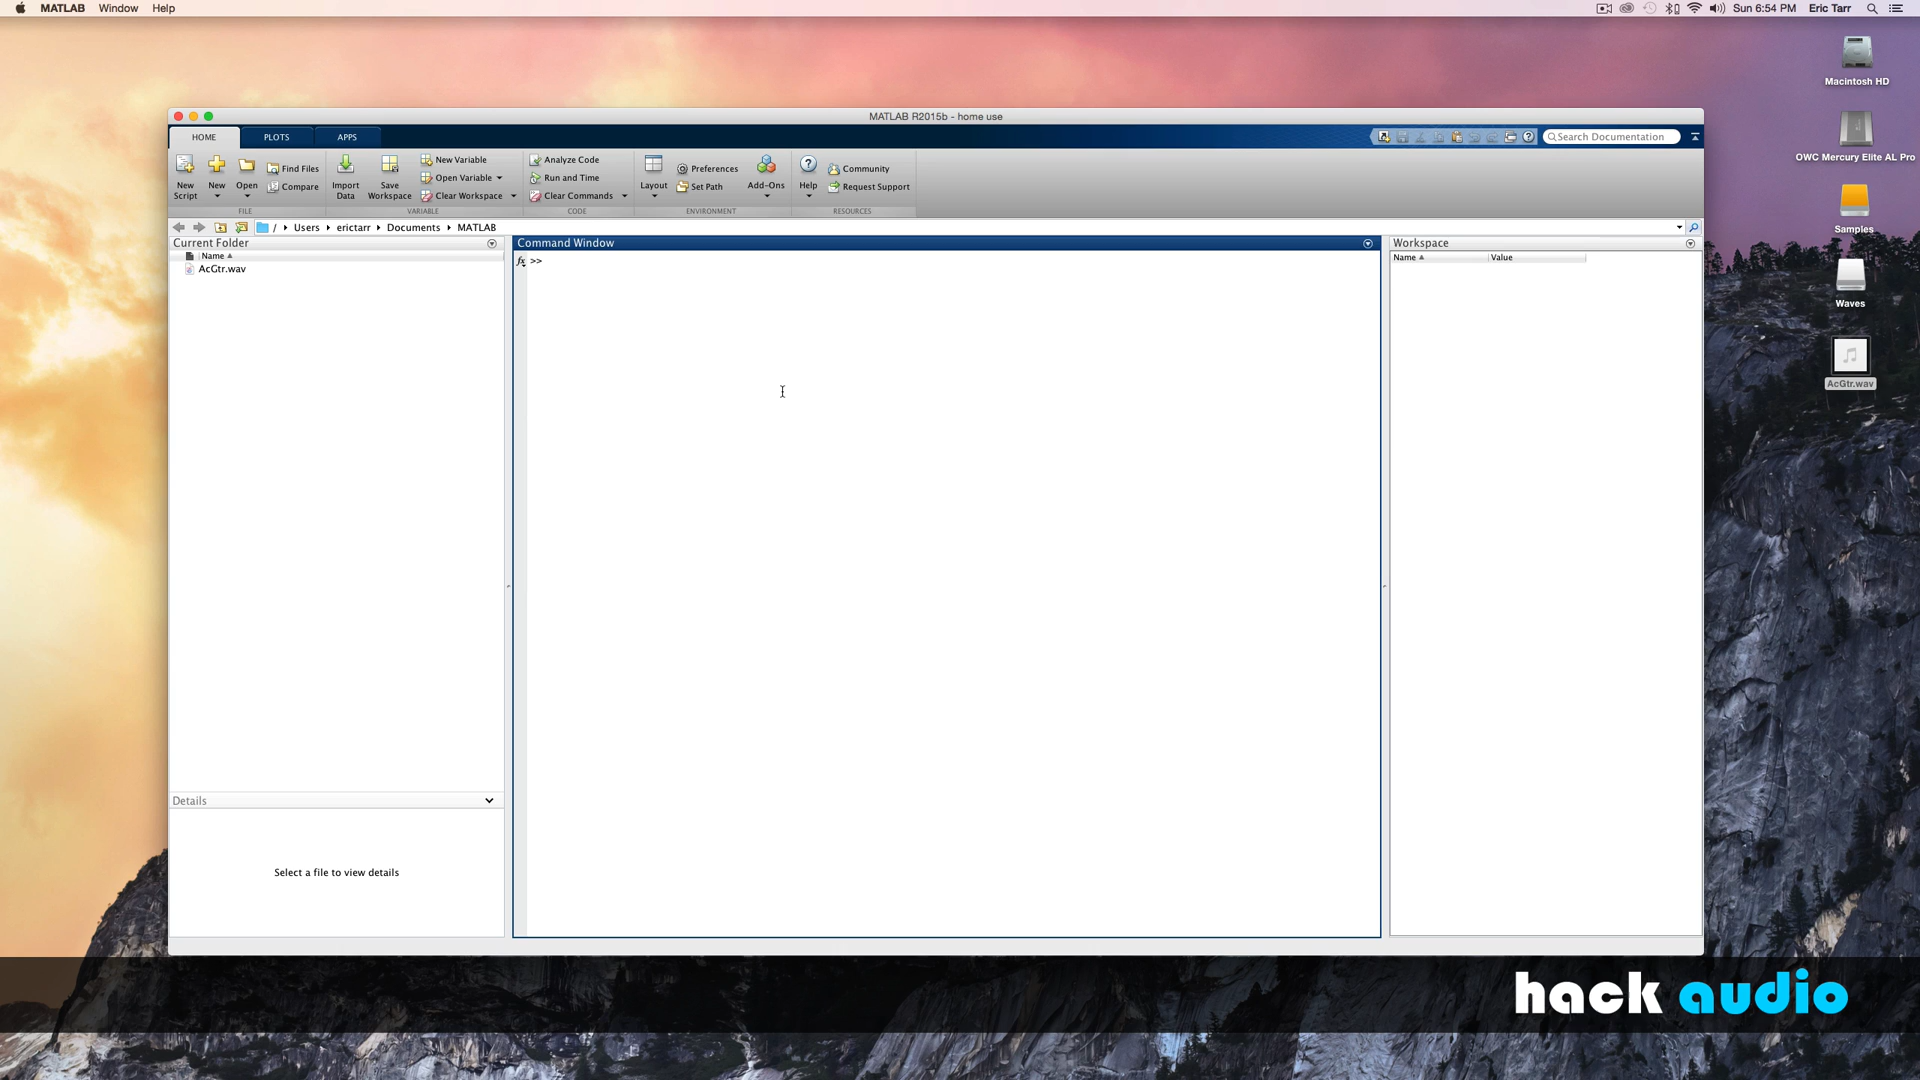 MATLAB Window Help
Sun 6:54 PM Eric Tarr
Macintosh HD
OWC Mercury Elite AL Pro
Samples
Waves
AcGtr.wav
MATLAB R2015b - home use
HOME PLOTS APPS
Search Documentation
New Script
New
Open
Find Files
Compare
FILE
Import Data
Save Workspace
New Variable
Open Variable
Clear Workspace
VARIABLE
Analyze Code
Run and Time
Clear Commands
CODE
Layout
Preferences
Set Path
Add-Ons
ENVIRONMENT
Help
Community
Request Support
RESOURCES
/ Users erictarr Documents MATLAB
Current Folder
Name
AcGtr.wav
Details
Select a file to view details
Command Window
fx >>
Workspace
Name Value
hack audio